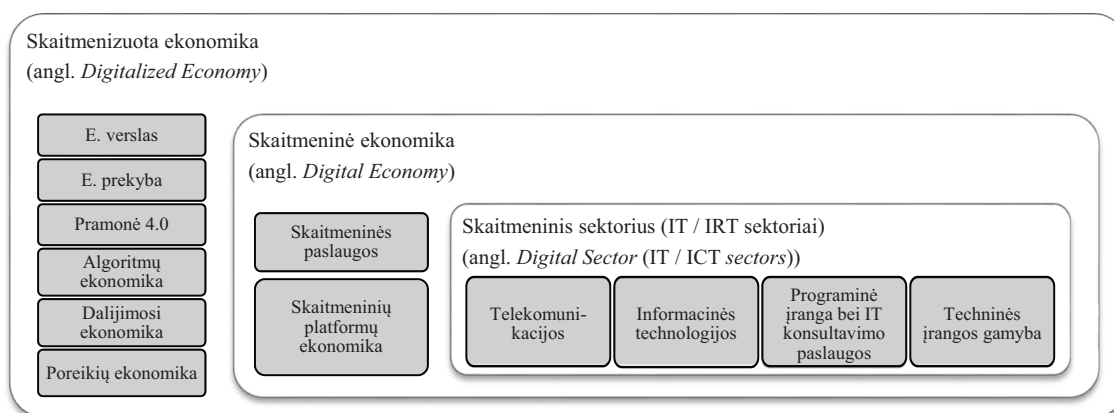 Skaitmenizuota ekonomika
(angl. Digitalized Economy)
E. verslas
E. prekyba
Pramonė 4.0
Algoritmų
ekonomika
Dalijimosi
ekonomika
Poreikių ekonomika
Skaitmeninė ekonomika
(angl. Digital Economy)
Skaitmeninės
paslaugos
Skaitmeninių
platformų
ekonomika
Skaitmeninis sektorius (IT / IRT sektoriai)
(angl. Digital Sector (IT / ICT sectors))
Telekomuni-
kacijos
Informacinės
technologijos
Programinė
įranga bei IT
konsultavimo
paslaugos
Techninės
įrangos gamyba